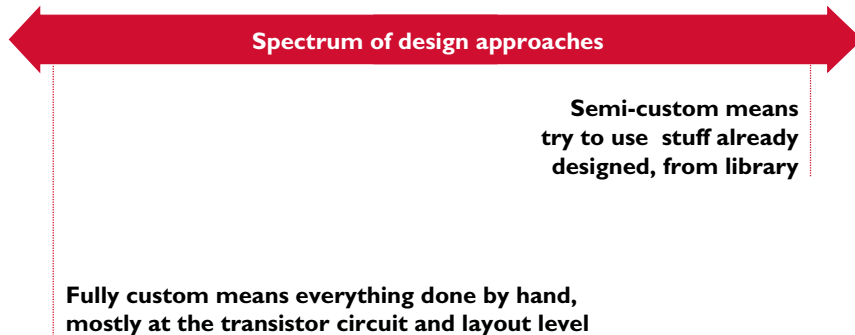 Spectrum of design approaches
Semi-custom means
try to use stuff already
designed, from library
Fully custom means everything done by hand,
mostly at the transistor circuit and layout level